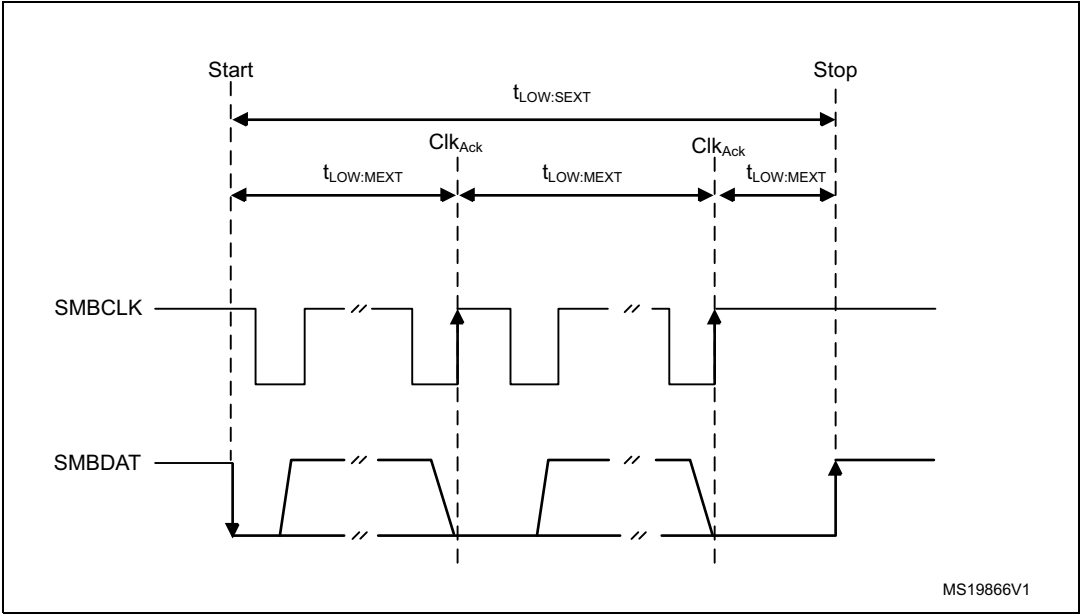 Start Stop
tLOW:SEXT
ClkAck ClkAck
tLOW:MEXT tLOW:MEXT tLOW:MEXT
SMBCLK
SMBDAT
MS19866V1